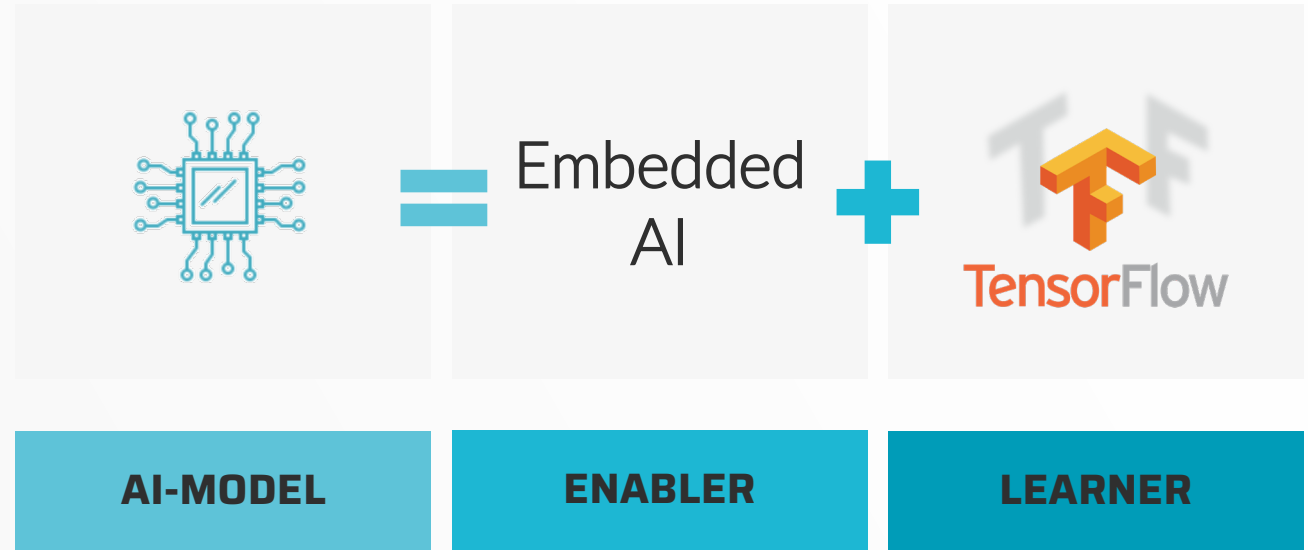 =
Embedded
AI
+
TensorFlow
AI-MODEL
ENABLER
LEARNER